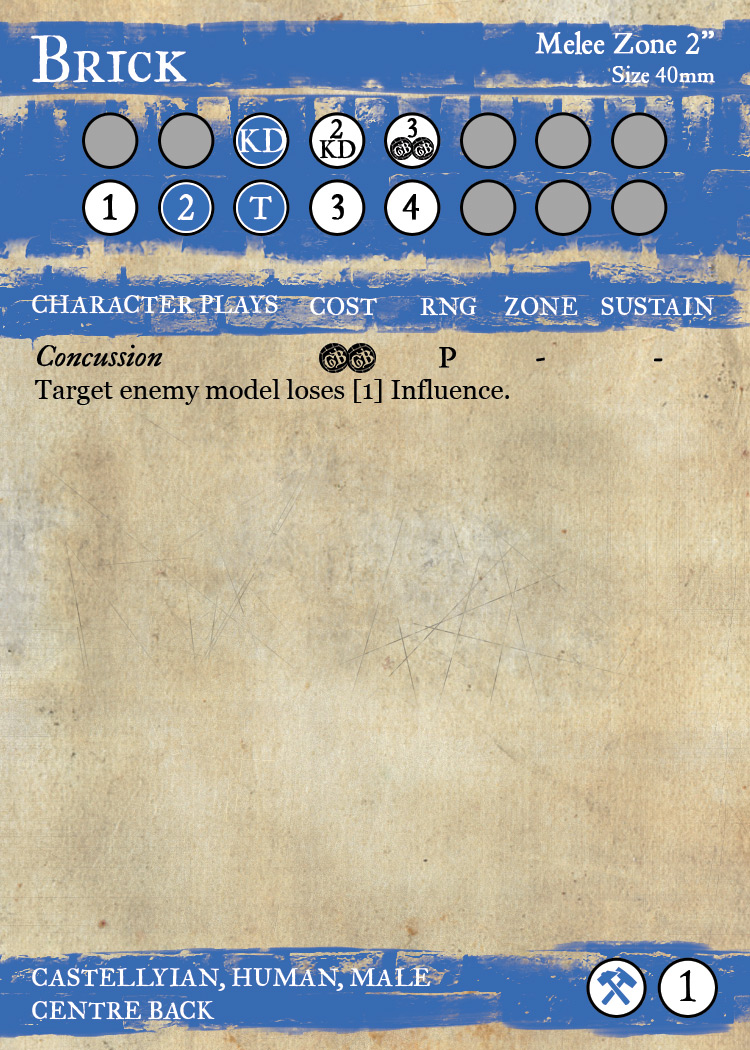 BRICK
Melee Zone 2”
Size 40mm
KD 2 KD 3 GB GB
1 2 T 3 4
CHARACTER PLAYS COST RNG ZONE SUSTAIN
Concussion GB GB P - -
Target enemy model loses [1] Influence.
CASTELLYIAN, HUMAN, MALE
CENTRE BACK
1